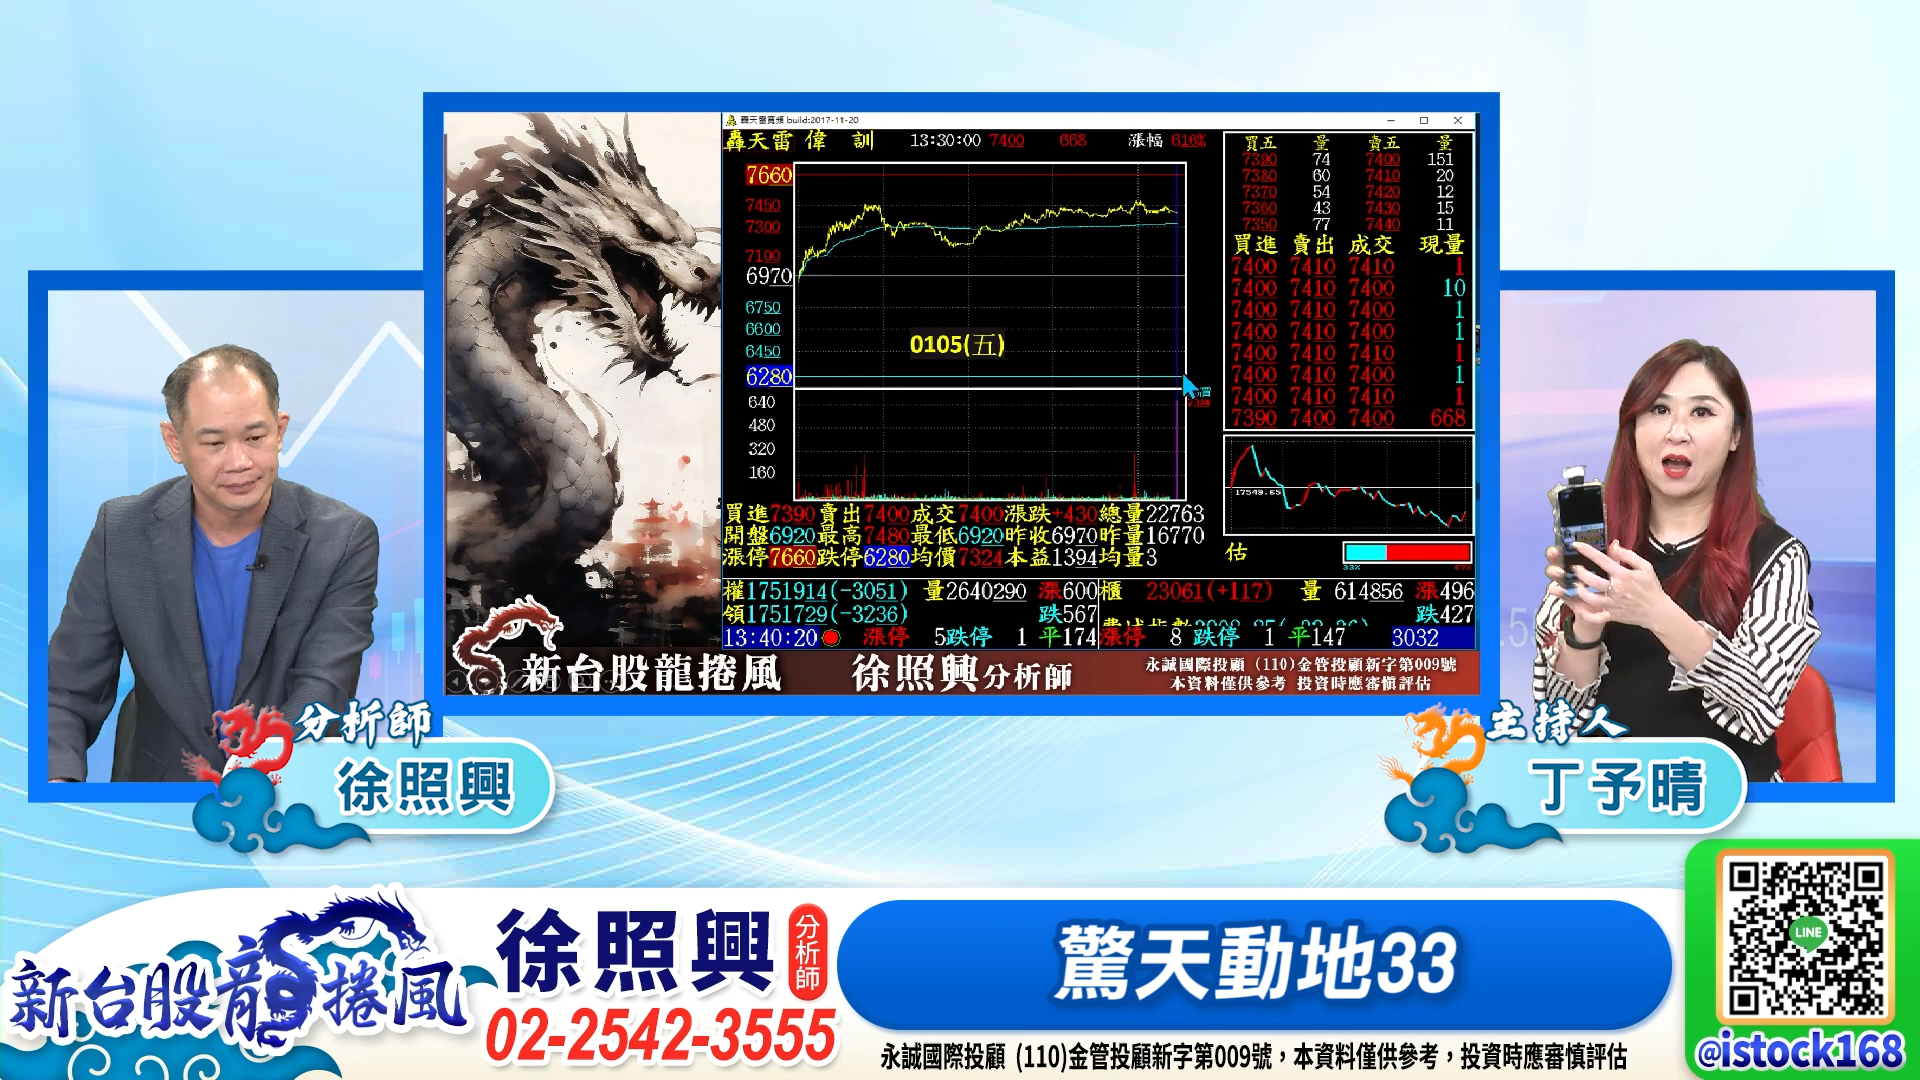 轟天雷寬頻 build:2017-11-20
轟天雷 偉 訓 13:30:00 7400 668 漲幅 616%
7660
7450
7300
7100
6970
6750
6600
6450
6280
640
480
320
160
0105(五)
買五 量 賣五 量
7390 74 7400 151
7380 60 7410 20
7370 54 7420 12
7360 43 7430 15
7350 77 7440 11
買進 賣出 成交 現量
7400 7410 7410 1
7400 7410 7400 10
7400 7410 7400 1
7400 7410 7400 1
7400 7410 7400 1
7400 7410 7400 1
7400 7410 7400 1
7390 7400 7400 668
17549.65
估
33% 67%
買進7390賣出7400成交7400漲跌+430總量22763
開盤6920最高7480最低6920昨收6970昨量16770
漲停7660跌停6280均價7324本益1394均量3
權1751914(-3051) 量2640290 漲600櫃 23061(+117) 量 614856 漲496
領1751729(-3236) 跌567 跌427
13:40:20 漲停 5跌停 1 平174漲停 8 跌停 1 平147 3032
新台股龍捲風 徐照興分析師
永誠國際投顧 (110)金管投顧新字第009號
本資料僅供參考 投資時應審慎評估
分析師
徐照興
主持人
丁予晴
新台股龍捲風
徐照興 分析師
02-2542-3555
驚天動地33
永誠國際投顧 (110)金管投顧新字第009號，本資料僅供參考，投資時應審慎評估
LINE
@istock168